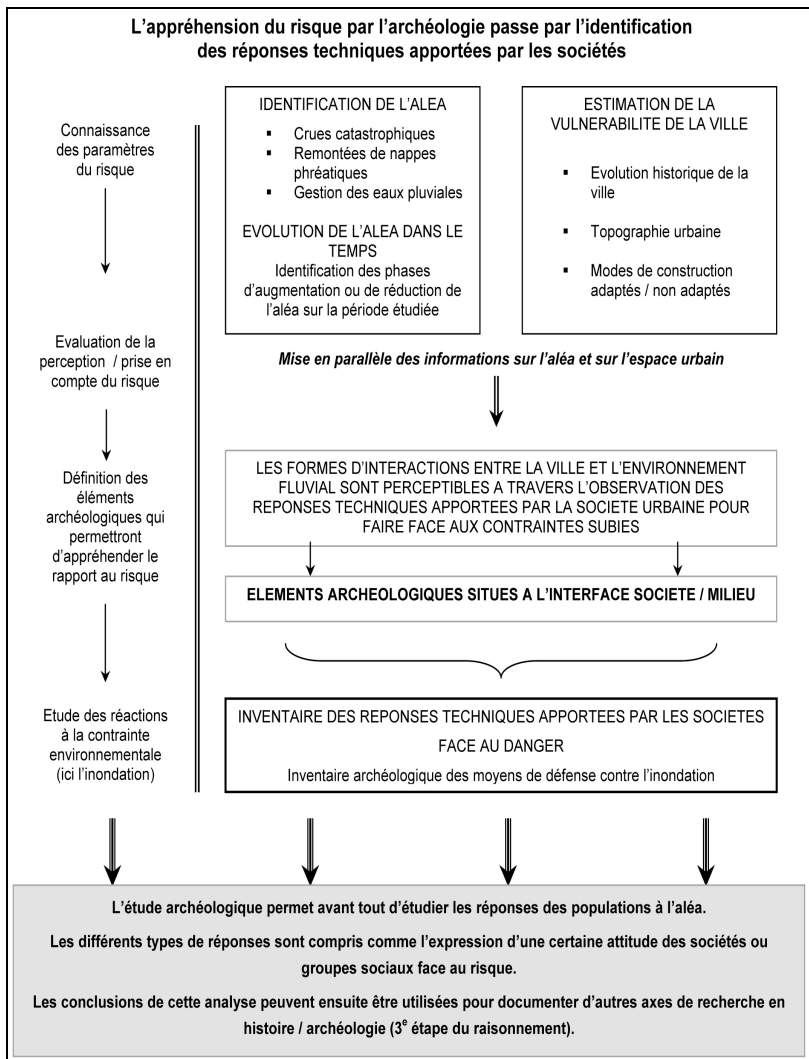 L'appréhension du risque par l'archéologie passe par l'identification
des réponses techniques apportées par les sociétés
Connaissance
des paramètres
du risque
Evaluation de la
perception / prise en
compte du risque
Définition des
éléments
archéologiques qui
permettront
d'appréhender le
rapport au risque
Etude des réactions
à la contrainte
environnementale
(ici l'inondation)
IDENTIFICATION DE L'ALEA
▪ Crues catastrophiques
▪ Remontées de nappes
phréatiques
▪ Gestion des eaux pluviales
EVOLUTION DE L'ALEA DANS LE
TEMPS
Identification des phases
d'augmentation ou de réduction de
l'aléa sur la période étudiée
ESTIMATION DE LA
VULNERABILITE DE LA VILLE
▪ Evolution historique de la
ville
▪ Topographie urbaine
▪ Modes de construction
adaptés / non adaptés
Mise en parallèle des informations sur l'aléa et sur l'espace urbain
LES FORMES D'INTERACTIONS ENTRE LA VILLE ET L'ENVIRONNEMENT
FLUVIAL SONT PERCEPTIBLES A TRAVERS L'OBSERVATION DES
REPONSES TECHNIQUES APPORTEES PAR LA SOCIETE URBAINE POUR
FAIRE FACE AUX CONTRAINTES SUBIES
ELEMENTS ARCHEOLOGIQUES SITUES A L'INTERFACE SOCIETE / MILIEU
INVENTAIRE DES REPONSES TECHNIQUES APPORTEES PAR LES SOCIETES
FACE AU DANGER
Inventaire archéologique des moyens de défense contre l'inondation
L'étude archéologique permet avant tout d'étudier les réponses des populations à l'aléa.
Les différents types de réponses sont compris comme l'expression d'une certaine attitude des sociétés ou
groupes sociaux face au risque.
Les conclusions de cette analyse peuvent ensuite être utilisées pour documenter d'autres axes de recherche en
histoire / archéologie (3e étape du raisonnement).